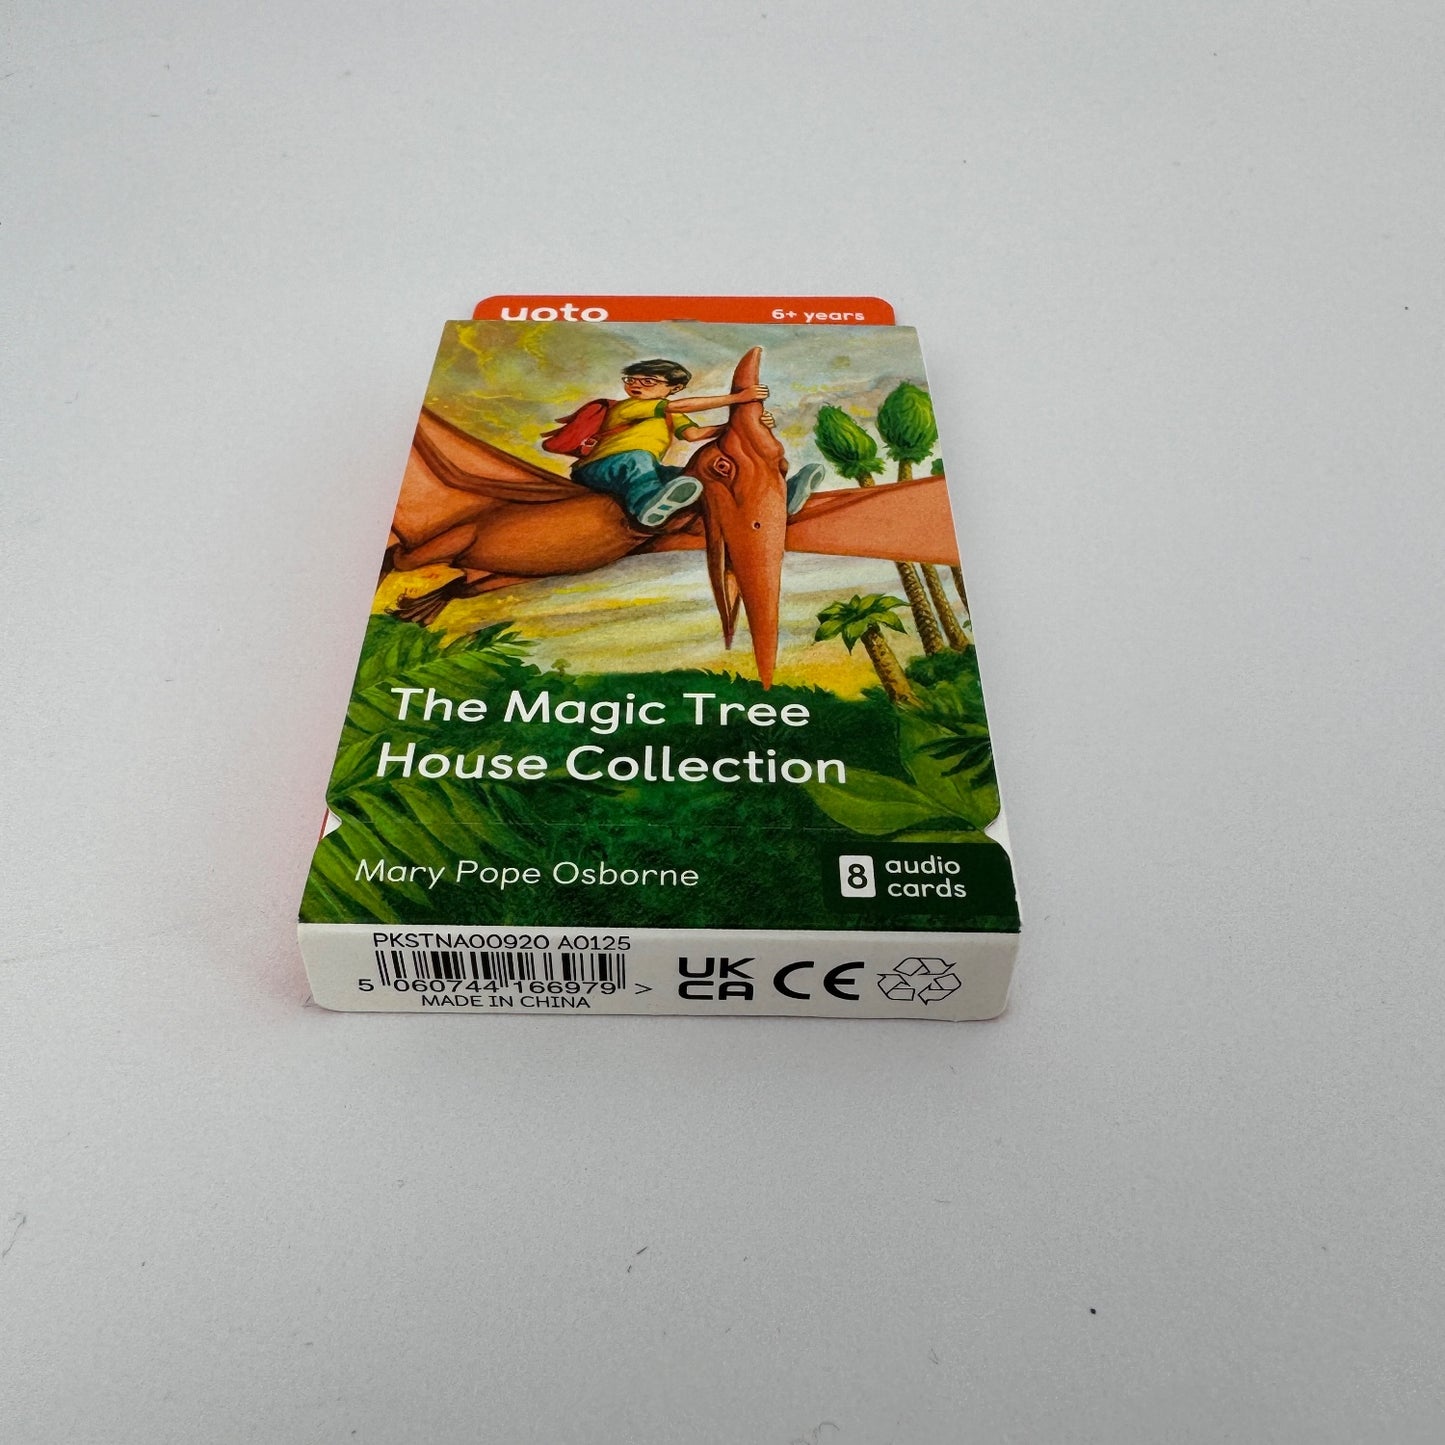 yoto
6+ years
The Magic Tree
House Collection
Mary Pope Osborne
8 audio
cards
PKSTNA00920 A0125
5 060744 166979 >
MADE IN CHINA
UK
CA CE